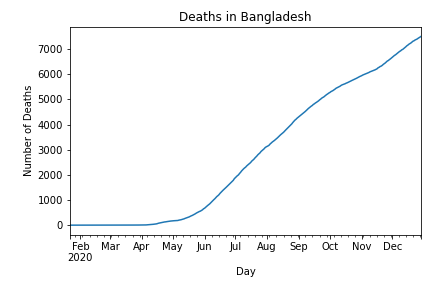 Deaths in Bangladesh
Number of Deaths
7000
6000
5000
4000
3000
2000
1000
0
Feb Mar Apr May Jun Jul Aug Sep Oct Nov Dec
2020
Day